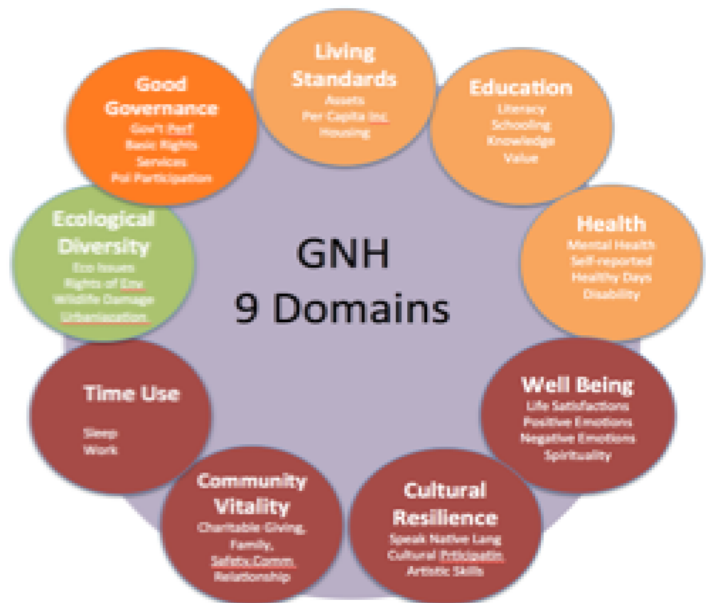 GNH
9 Domains
Living
Standards
Assets
Per Capita Inc
Housing
Education
Literacy
Schooling
Knowledge
Value
Health
Mental Health
Self-reported
Healthy Days
Disability
Well Being
Life Satisfactions
Positive Emotions
Negative Emotions
Spirituality
Cultural
Resilience
Speak Native Lang
Cultural Prticipatin
Artistic Skills
Community
Vitality
Charitable Giving,
Family,
Safety,Comm
Relationship
Time Use
Sleep
Work
Ecological
Diversity
Eco Issues
Rights of Env
Wildlife Damage
Urbaniazation
Good
Governance
Gov't Perf
Basic Rights
Services
Pol Participation